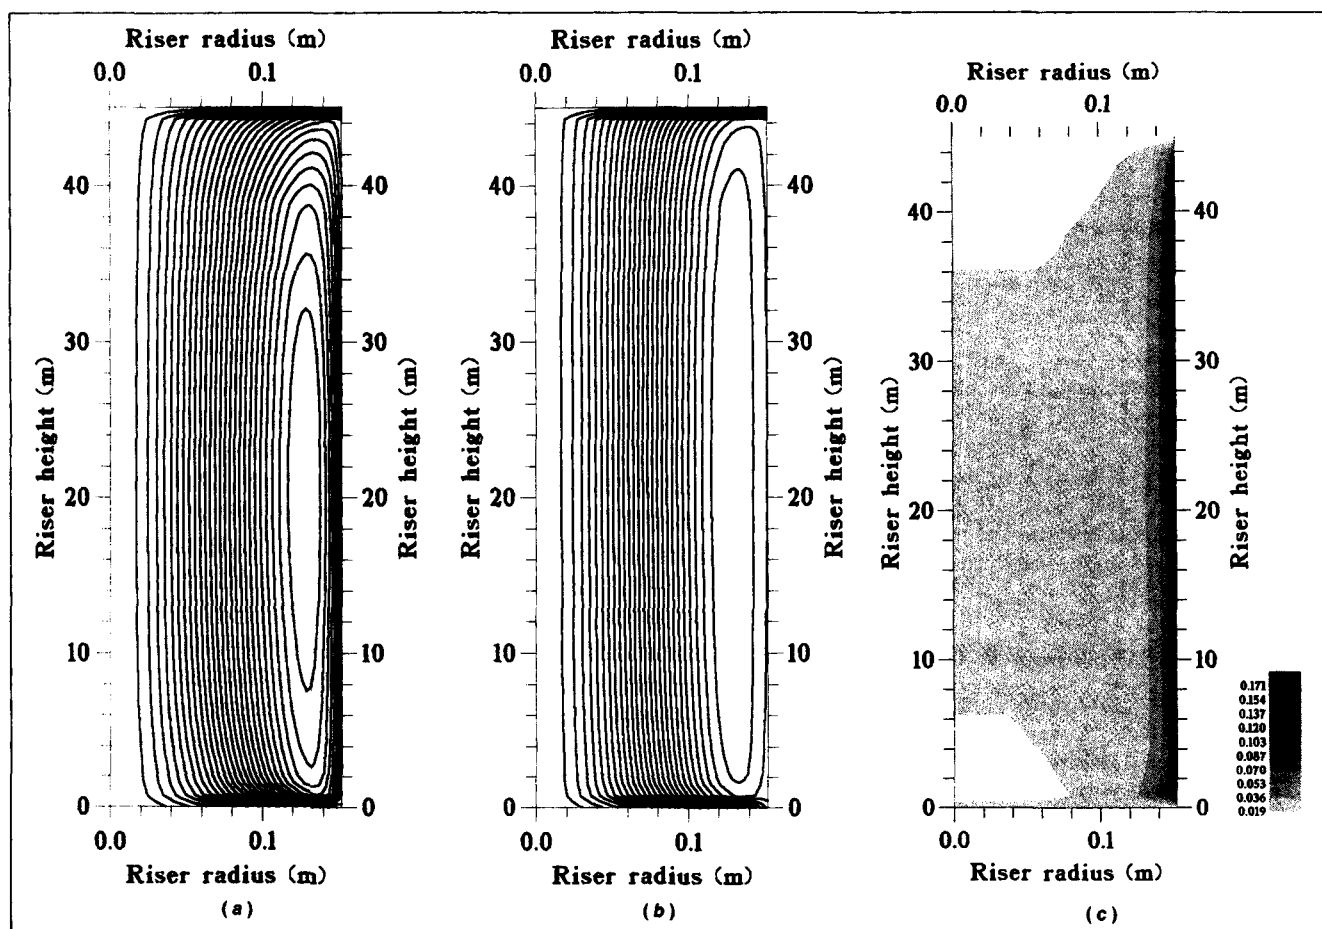 Riser radius (m)
0.0 0.1
40 40
30 30
20 20
10 10
0 0
Riser height (m)
Riser height (m)
0.0 0.1
Riser radius (m)
(a)
Riser radius (m)
0.0 0.1
40 40
30 30
20 20
10 10
0 0
Riser height (m)
Riser height (m)
0.0 0.1
Riser radius (m)
(b)
Riser radius (m)
0.0 0.1
40 40
30 30
20 20
10 10
0 0
Riser height (m)
Riser height (m)
0.0 0.1
Riser radius (m)
(c)
0.171
0.154
0.137
0.120
0.103
0.087
0.070
0.053
0.036
0.019